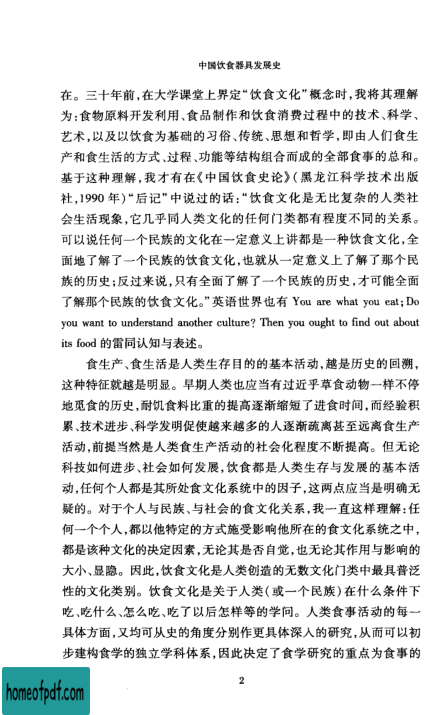 中国饮食器具发展史
在。三十年前,在大学课堂上界定“饮食文化”概念时,我将其理解
为:食物原料开发利用、食品制作和饮食消费过程中的技术、科学、
艺术,以及以饮食为基础的习俗、传统、思想和哲学,即由人们食生
产和食生活的方式、过程、功能等结构组合而成的全部食事的总和。
基于这种理解,我才有在《中国饮食史论》(黑龙江科学技术出版
社,1990年)“后记”中说过的话:“饮食文化是无比复杂的人类社
会生活现象,它几乎同人类文化的任何门类都有程度不同的关系。
可以说任何一个民族的文化在一定意义上讲都是一种饮食文化,全
面地了解了一个民族的饮食文化,也就从一定意义上了解了那个民
族的历史;反过来说,只有全面了解了一个民族的历史,才可能全面
了解那个民族的饮食文化。”英语世界也有 You are what you eat;Do
you want to understand another culture? Then you ought to find out about
its food 的雷同认知与表述。
食生产、食生活是人类生存目的的基本活动,越是历史的回溯,
这种特征就越是明显。早期人类也应当有过近乎草食动物一样不停
地觅食的历史,耐饥食料比重的提高逐渐缩短了进食时间,而经验积
累、技术进步、科学发明促使越来越多的人逐渐疏离甚至远离食生产
活动,前提当然是人类食生产活动的社会化程度不断提高。但无论
科技如何进步、社会如何发展,饮食都是人类生存与发展的基本活
动,任何个人都是其所处食文化系统中的因子,这两点应当是明确无
疑的。对于个人与民族、与社会的食文化关系,我一直这样理解:任
何一个个人,都以他特定的方式施受影响他所在的食文化系统之中,
都是该种文化的决定因素,无论其是否自觉,也无论其作用与影响的
大小、显隐。因此,饮食文化是人类创造的无数文化门类中最具普泛
性的文化类别。饮食文化是关于人类(或一个民族)在什么条件下
吃、吃什么、怎么吃、吃了以后怎样等的学问。人类食事活动的每一
具体方面,又均可从史的角度分别作更具体深入的研究,从而可以初
步建构食学的独立学科体系,因此决定了食学研究的重点为食事的
2
homeofpdf.com